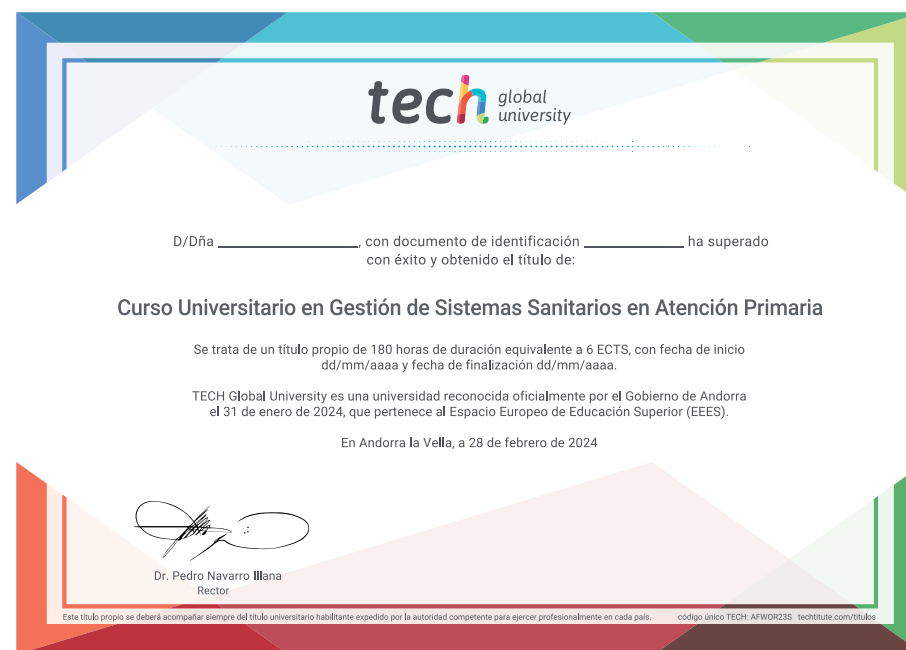 tech global university
D/Dña ____________, con documento de identificación ____________ ha superado
con éxito y obtenido el título de:
Curso Universitario en Gestión de Sistemas Sanitarios en Atención Primaria
Se trata de un título propio de 180 horas de duración equivalente a 6 ECTS, con fecha de inicio
dd/mm/aaaa y fecha de finalización dd/mm/aaaa.
TECH Global University es una universidad reconocida oficialmente por el Gobierno de Andorra
el 31 de enero de 2024, que pertenece al Espacio Europeo de Educación Superior (EEES).
En Andorra la Vella, a 28 de febrero de 2024
Dr. Pedro Navarro Illana
Rector
Este título propio se deberá acompañar siempre del título universitario habilitante expedido por la autoridad competente para ejercer profesionalmente en cada país. código único TECH: AFWOR23S techtitute.com/titulos